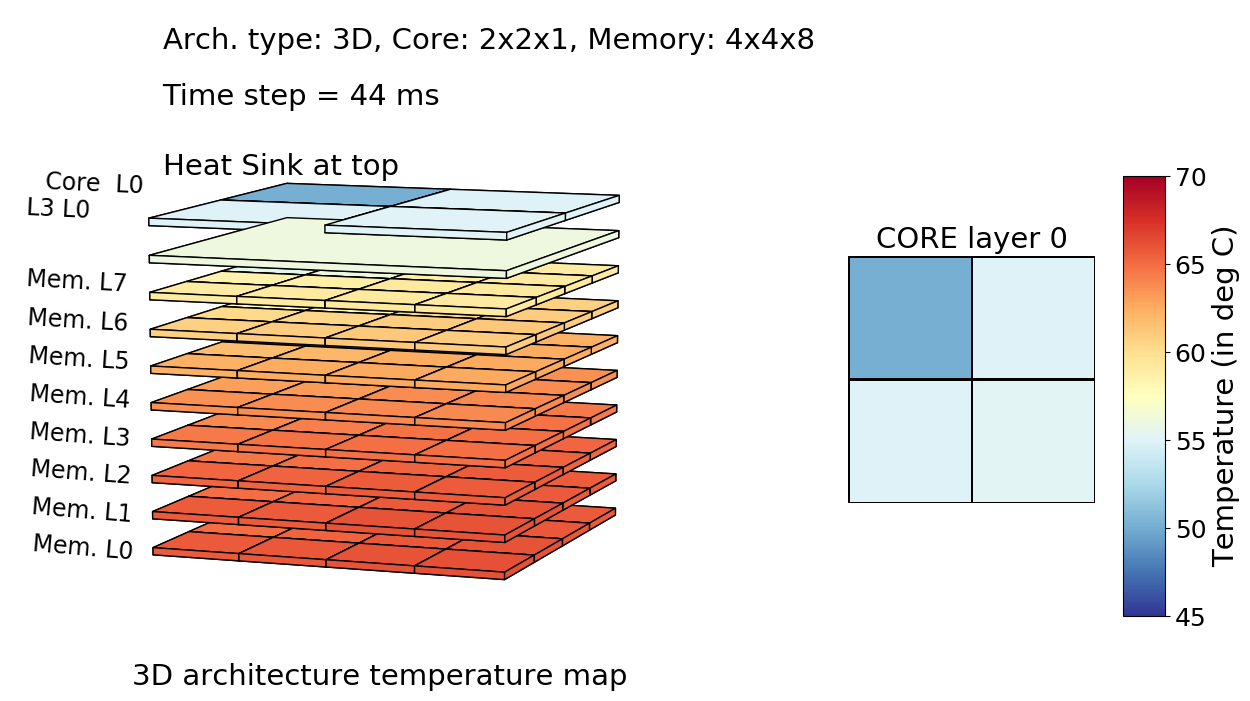 Arch. type: 3D, Core: 2x2x1, Memory: 4x4x8
Time step = 44 ms
Heat Sink at top
Core  L0
L3 L0
Mem. L7
Mem. L6
Mem. L5
Mem. L4
Mem. L3
Mem. L2
Mem. L1
Mem. L0
3D architecture temperature map
CORE layer 0
70
65
60
55
50
45
Temperature (in deg C)